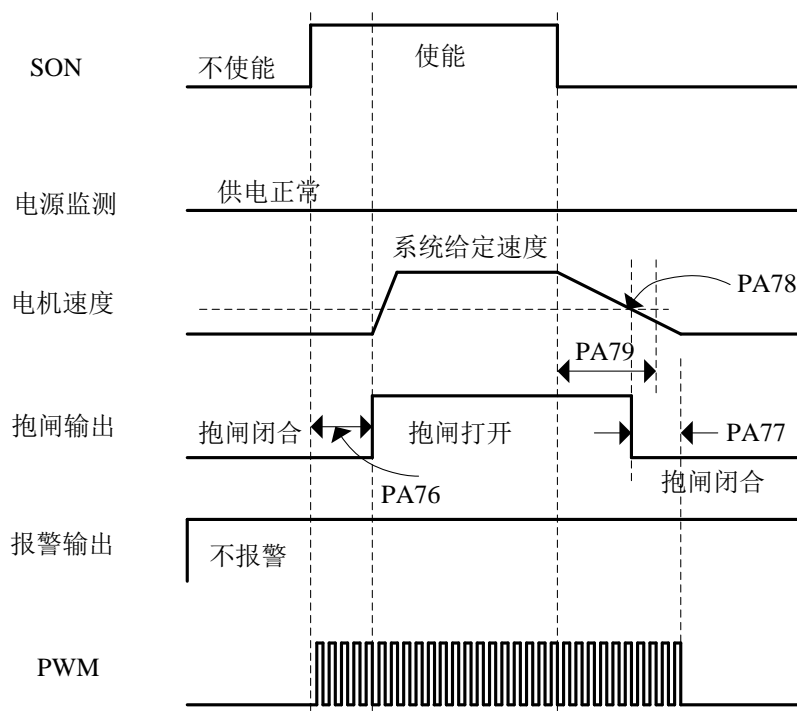 SON
不使能
使能
电源监测
供电正常
系统给定速度
电机速度
PA78
PA79
抱闸输出
抱闸闭合
抱闸打开
PA77
PA76
抱闸闭合
报警输出
不报警
PWM